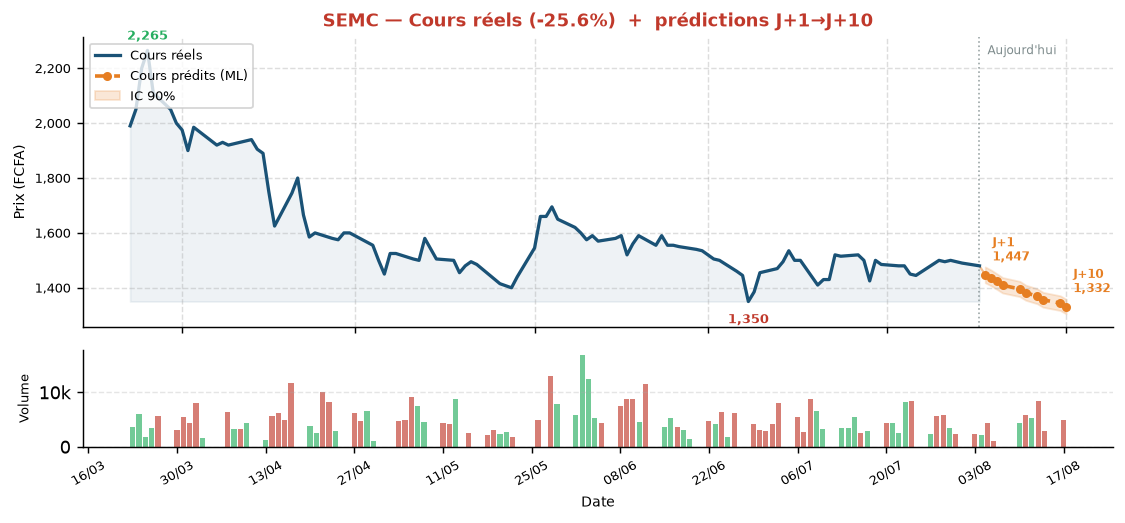 SEMC — Cours réels (-25.6%)  +  prédictions J+1→J+10
2,265
Cours réels
Cours prédits (ML)
IC 90%
Aujourd'hui
Prix (FCFA)
2,200
2,000
1,800
1,600
1,400
J+1
1,447
J+10
1,332
1,350
Volume
10k
0
16/03
30/03
13/04
27/04
11/05
25/05
08/06
22/06
06/07
20/07
03/08
17/08
Date